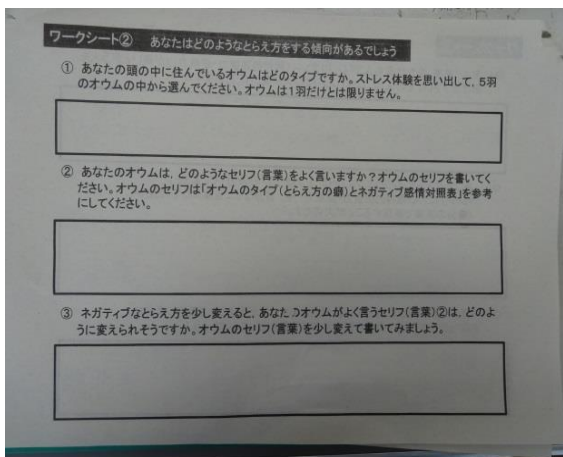 ワークシート② あなたはどのようなとらえ方をする傾向があるでしょう
① あなたの頭の中に住んでいるオウムはどのタイプですか。ストレス体験を思い出して，5羽
のオウムの中から選んでください。オウムは1羽だけとは限りません。
② あなたのオウムは，どのようなセリフ(言葉)をよく言いますか？オウムのセリフを書いてく
ださい。オウムのセリフは「オウムのタイプ(とらえ方の癖)とネガティブ感情対照表」を参考
にしてください。
③ ネガティブなとらえ方を少し変えると，あなた オウムがよく言うセリフ(言葉)②は，どのよ
うに変えられそうですか。オウムのセリフ(言葉)を少し変えて書いてみましょう。